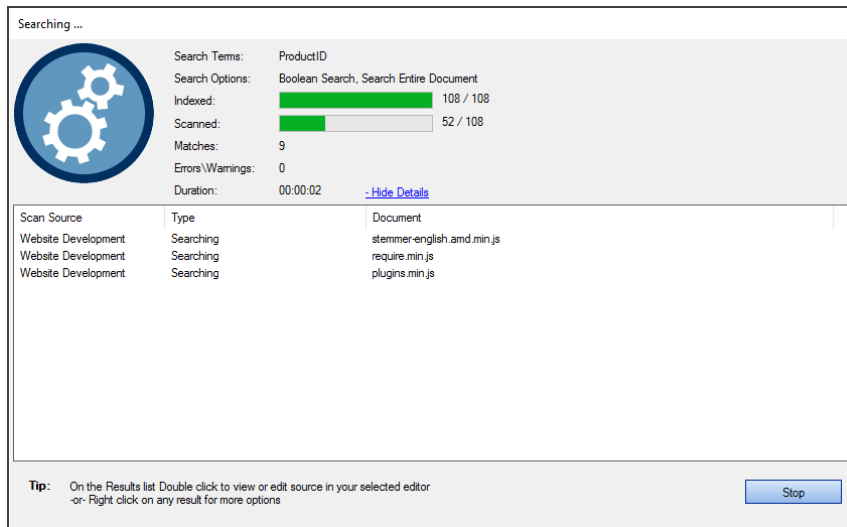 Searching ...
Search Terms: ProductID
Search Options: Boolean Search, Search Entire Document
Indexed: 108 / 108
Scanned: 52 / 108
Matches: 9
Errors\Warnings: 0
Duration: 00:00:02 - Hide Details
Scan Source Type Document
Website Development Searching stemmer-english.amd.min.js
Website Development Searching require.min.js
Website Development Searching plugins.min.js
Tip: On the Results list Double click to view or edit source in your selected editor
-or- Right click on any result for more options
Stop